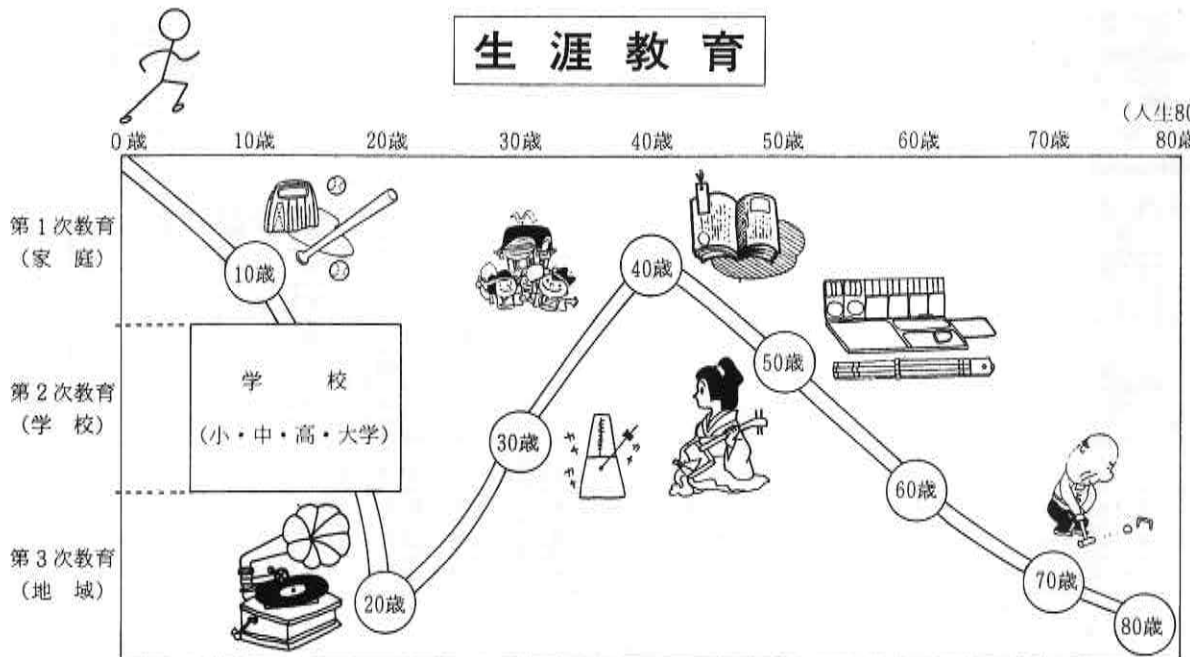 生涯教育
(人生80
0歳 10歳 20歳 30歳 40歳 50歳 60歳 70歳 80歳
第1次教育
(家 庭)
10歳
40歳
学 校
(小・中・高・大学)
第2次教育
(学 校)
50歳
30歳
60歳
第3次教育
(地 域)
20歳
70歳
80歳